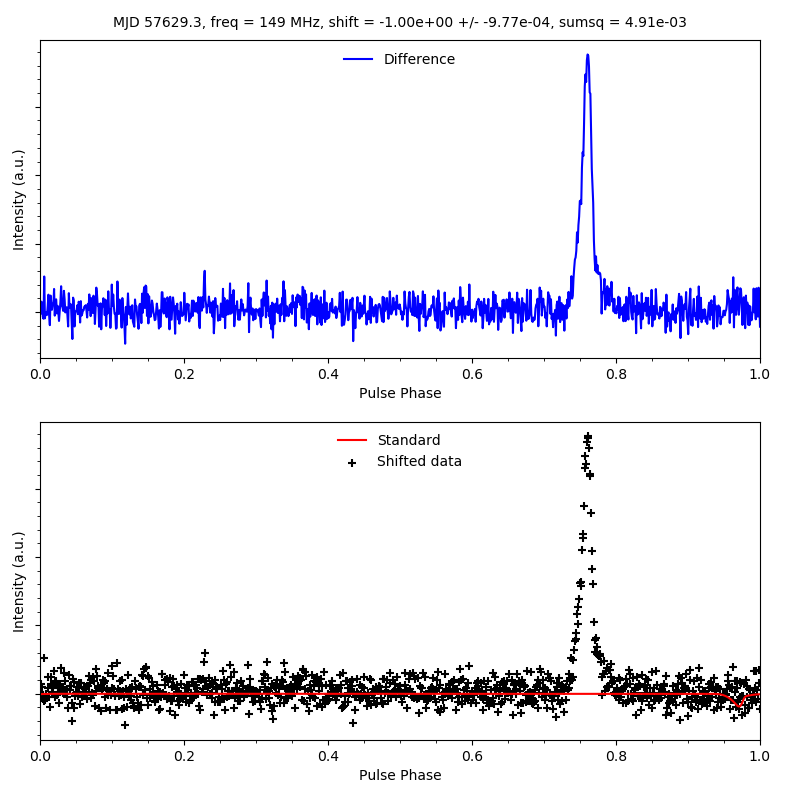 MJD 57629.3, freq = 149 MHz, shift = -1.00e+00 +/- -9.77e-04, sumsq = 4.91e-03
Difference
Intensity (a.u.)
0.0 0.2 0.4 0.6 0.8 1.0
Pulse Phase
Standard
Shifted data
Intensity (a.u.)
0.0 0.2 0.4 0.6 0.8 1.0
Pulse Phase